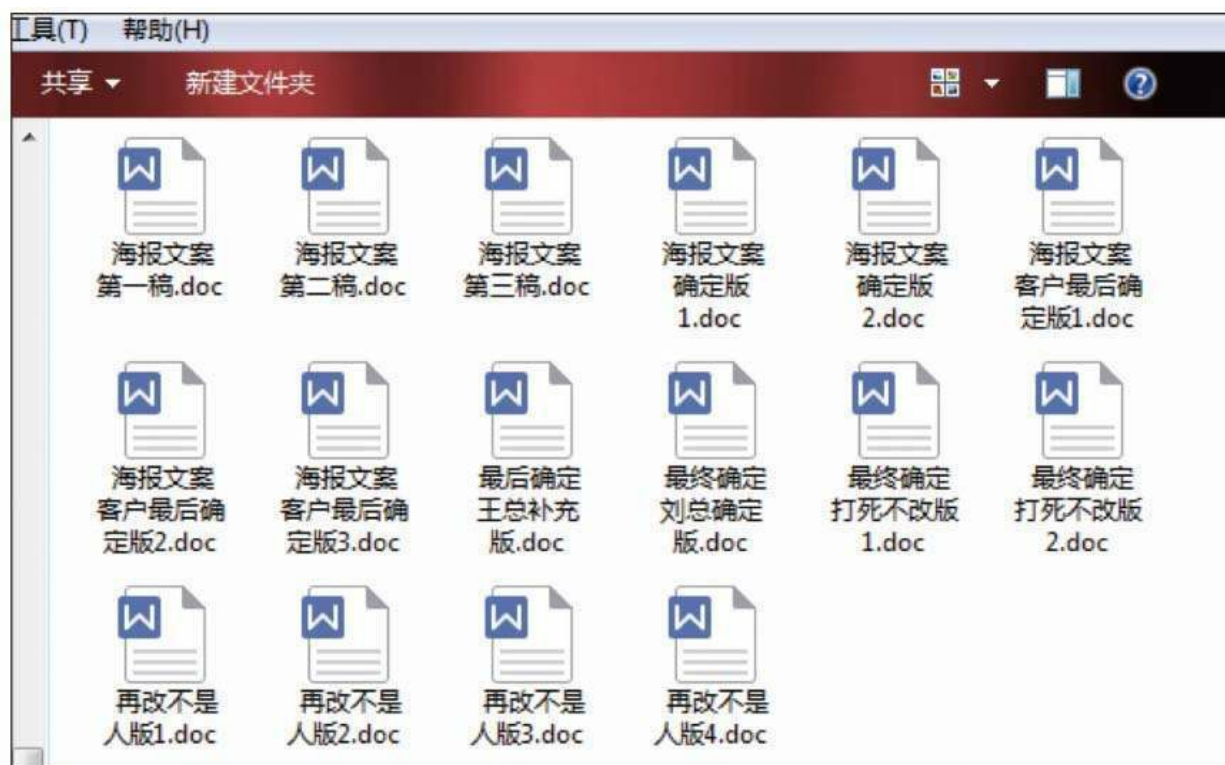 工具(T) 帮助(H)
共享 新建文件夹
海报文案 海报文案 海报文案 海报文案 海报文案 海报文案
第一稿.doc 第二稿.doc 第三稿.doc 确定版 确定版 客户最后确
1.doc 2.doc 定版1.doc
海报文案 海报文案 最后确定 最终确定 最终确定 最终确定
客户最后确 客户最后确 王总补充 刘总确定 打死不改版 打死不改版
定版2.doc 定版3.doc 版.doc 版.doc 1.doc 2.doc
再改不是 再改不是 再改不是 再改不是
人版1.doc 人版2.doc 人版3.doc 人版4.doc